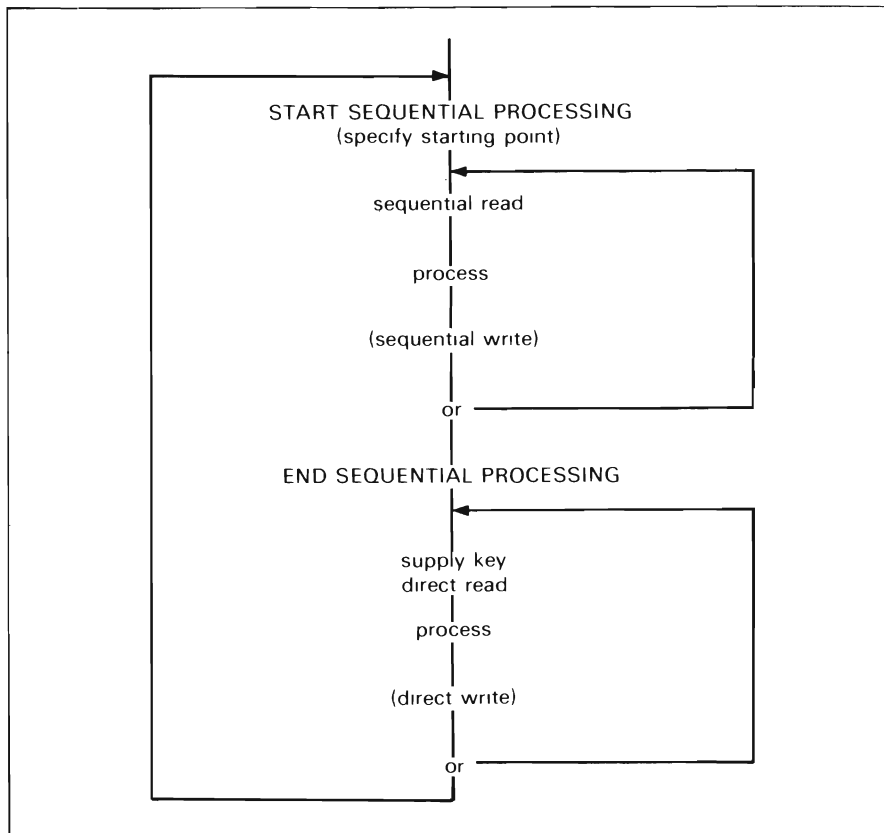 START SEQUENTIAL PROCESSING
(specify starting point)
sequential read
process
(sequential write)
or
END SEQUENTIAL PROCESSING
supply key
direct read
process
(direct write)
or